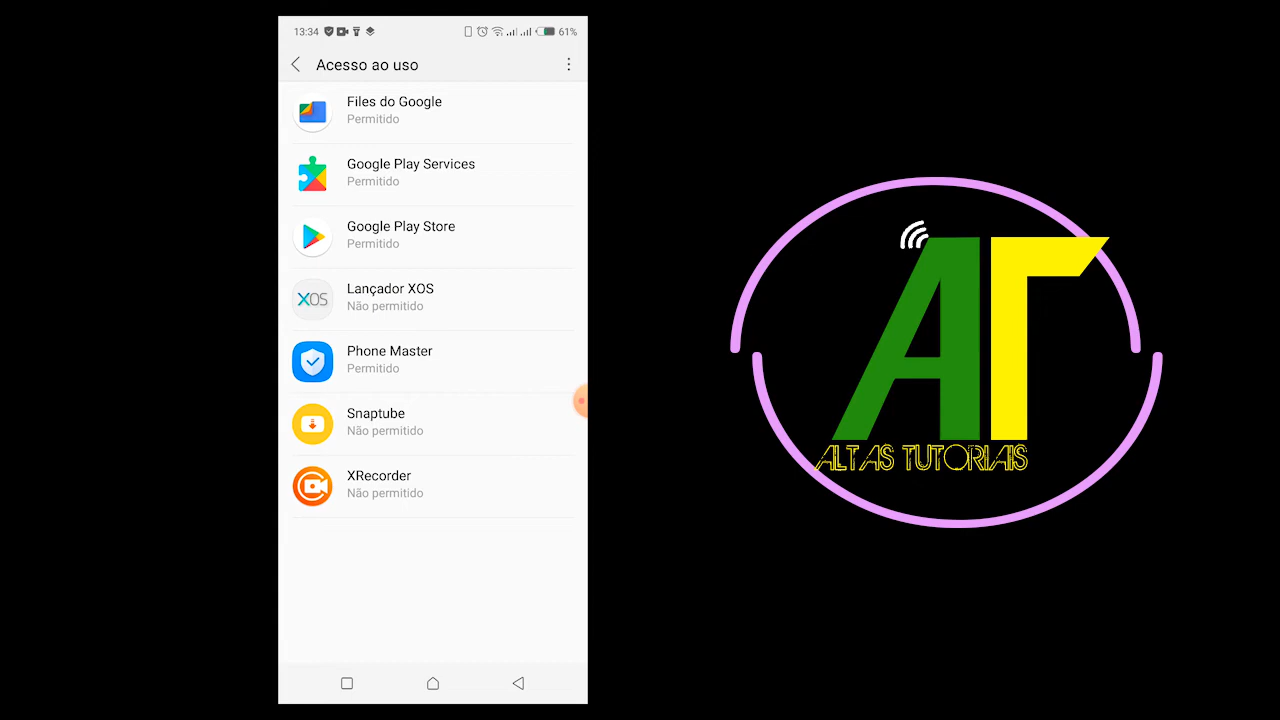 13:34 61%
Acesso ao uso
Files do Google
Permitido
Google Play Services
Permitido
Google Play Store
Permitido
XOS
Lançador XOS
Não permitido
Phone Master
Permitido
Snaptube
Não permitido
XRecorder
Não permitido
AT
ALTAS TUTORIAIS